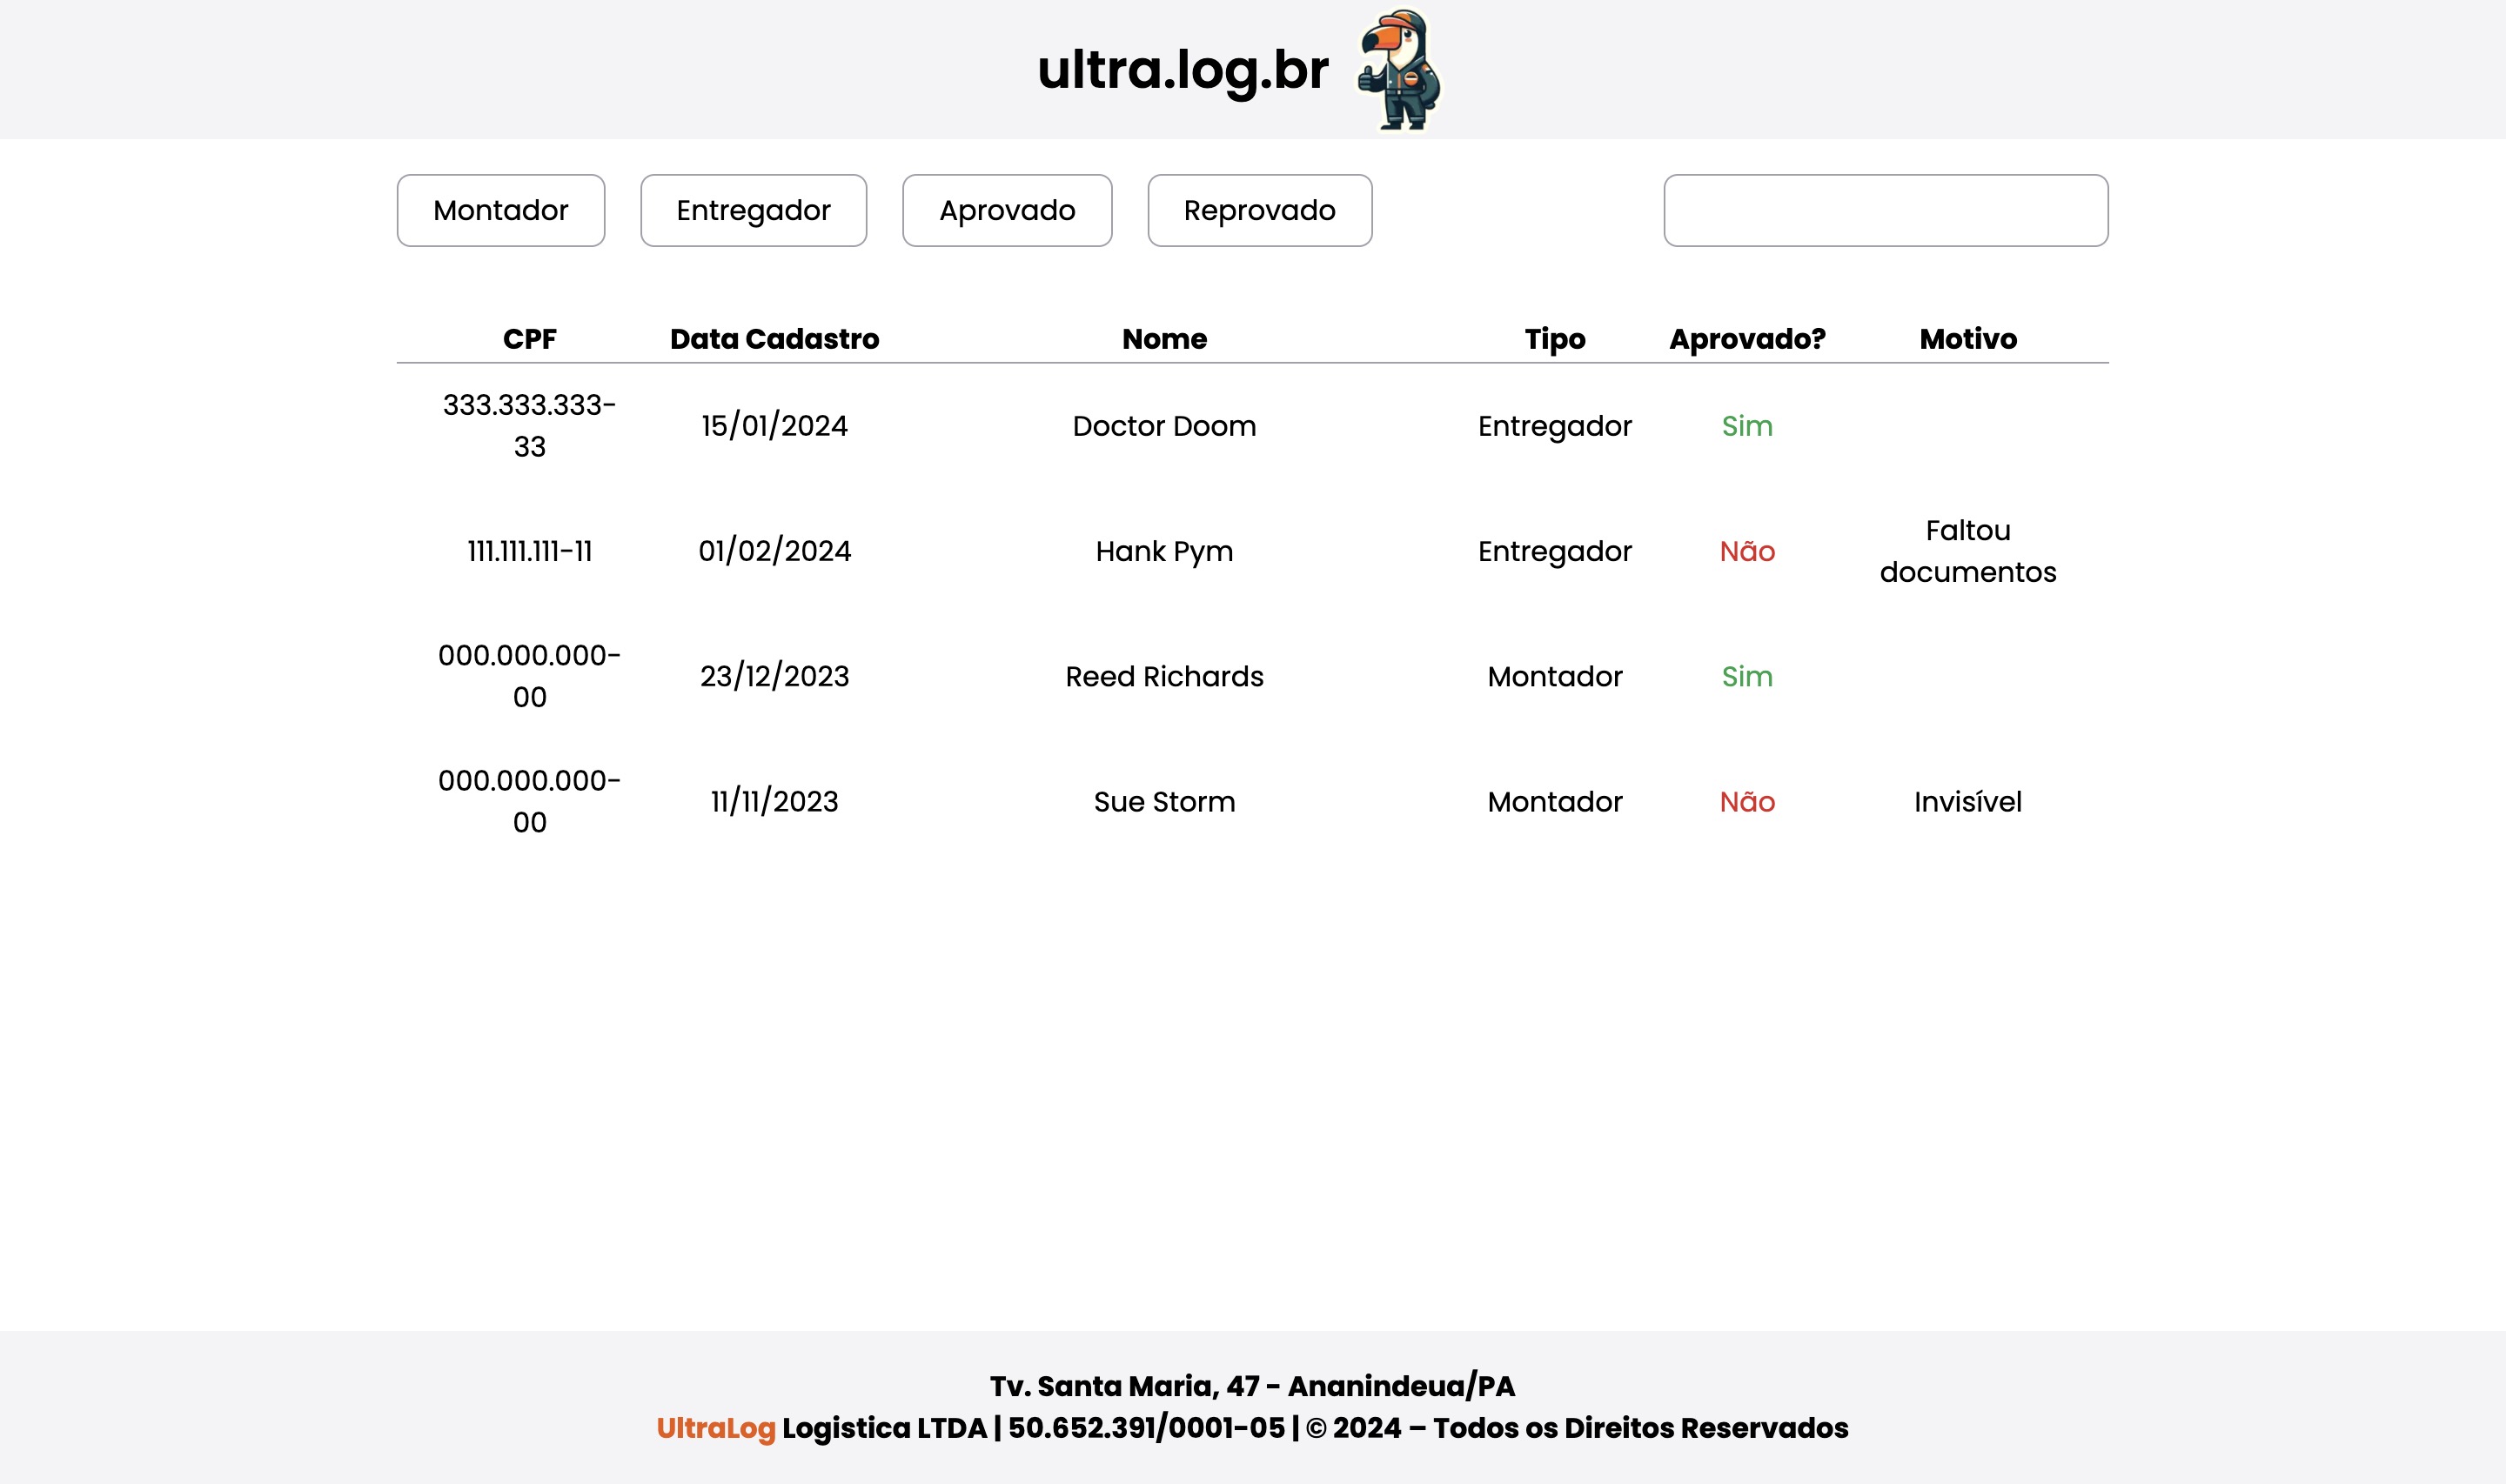 ultra.log.br
Montador Entregador Aprovado Reprovado
CPF Data Cadastro Nome Tipo Aprovado? Motivo
333.333.333-
33 15/01/2024 Doctor Doom Entregador Sim
111.111.111-11 01/02/2024 Hank Pym Entregador Não Faltou
documentos
000.000.000-
00 23/12/2023 Reed Richards Montador Sim
000.000.000-
00 11/11/2023 Sue Storm Montador Não Invisível
Tv. Santa Maria, 47 - Ananindeua/PA
UltraLog Logistica LTDA | 50.652.391/0001-05 | © 2024 – Todos os Direitos Reservados